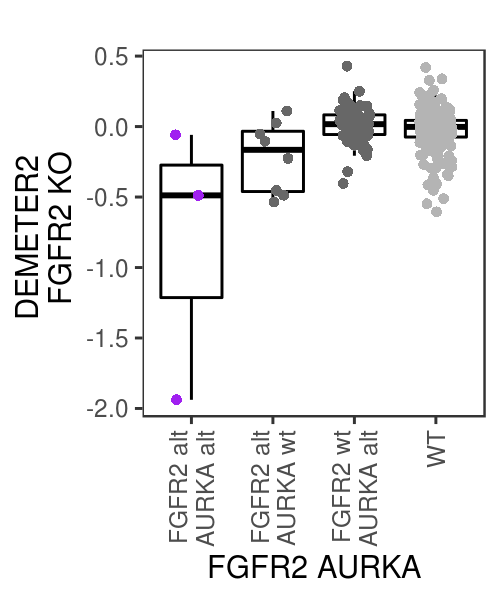 DEMETER2
FGFR2 KO
0.5
0.0
-0.5
-1.0
-1.5
-2.0
FGFR2 alt
AURKA alt
FGFR2 alt
AURKA wt
FGFR2 wt
AURKA alt
WT
FGFR2 AURKA